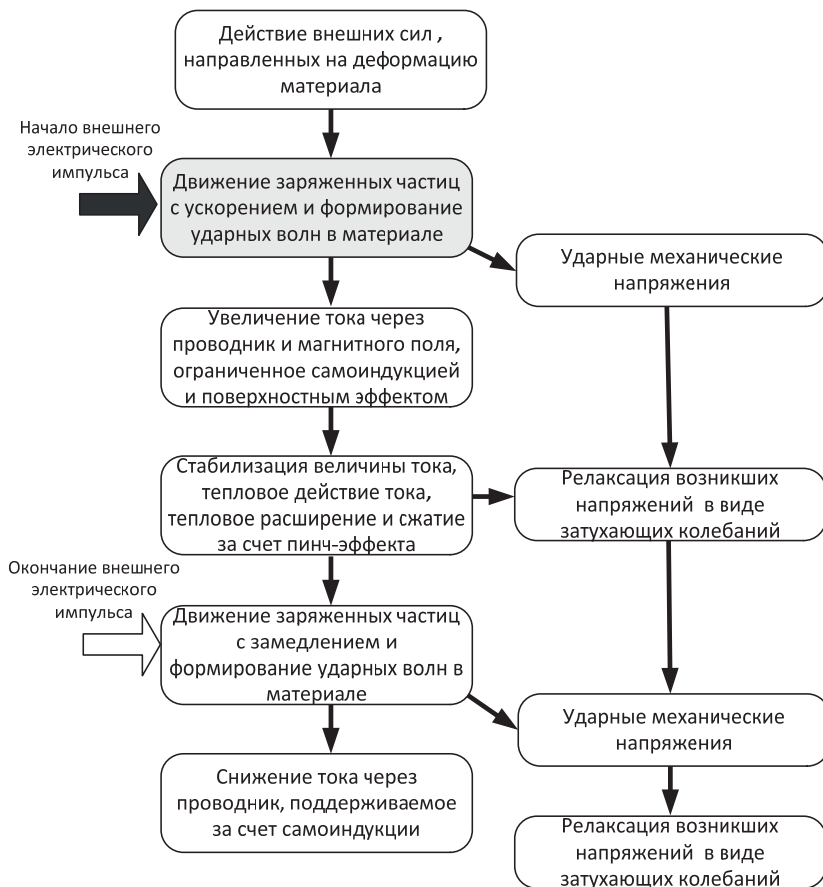 Действие внешних сил ,
направленных на деформацию
материала
Начало внешнего
электрического
импульса
Движение заряженных частиц
с ускорением и формирование
ударных волн в материале
Ударные механические
напряжения
Увеличение тока через
проводник и магнитного поля,
ограниченное самоиндукцией
и поверхностным эффектом
Стабилизация величины тока,
тепловое действие тока,
тепловое расширение и сжатие
за счет пинч-эффекта
Релаксация возникших
напряжений в виде
затухающих колебаний
Окончание внешнего
электрического
импульса
Движение заряженных частиц
с замедлением и
формирование ударных волн в
материале
Ударные механические
напряжения
Снижение тока через
проводник, поддерживаемое
за счет самоиндукции
Релаксация возникших
напряжений в виде
затухающих колебаний